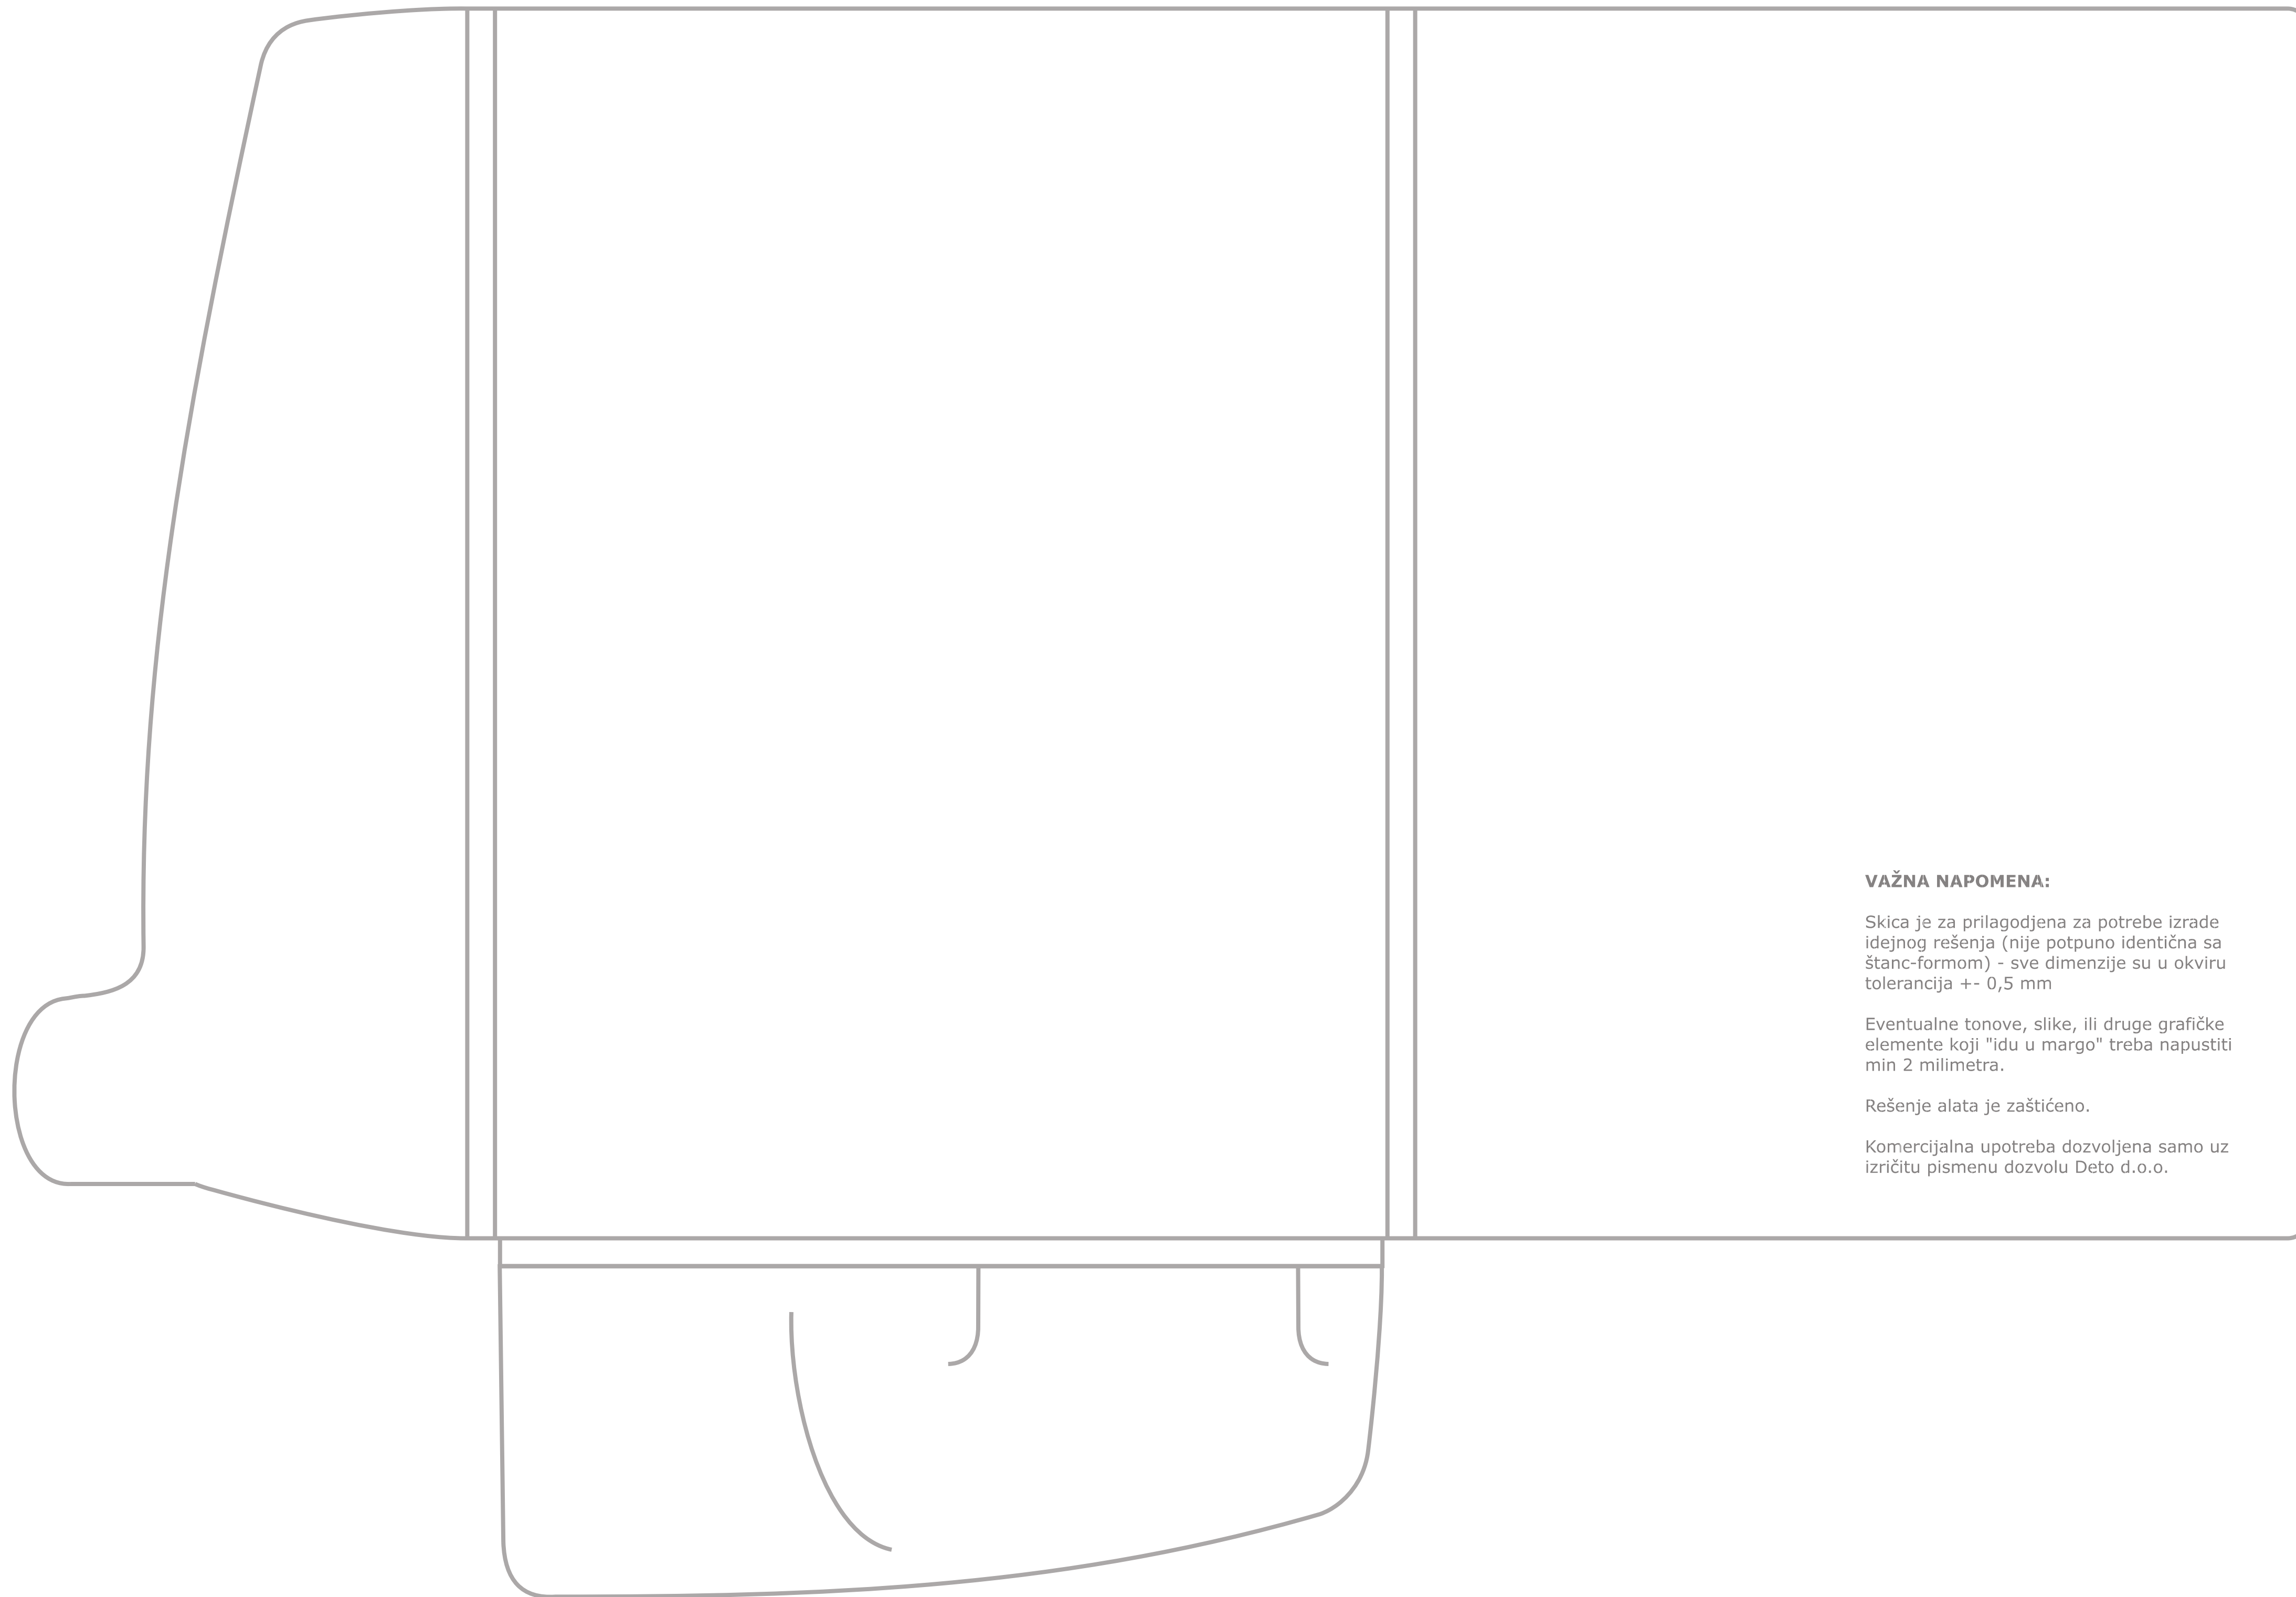 VAŽNA NAPOMENA:
Skica je za prilagodjena za potrebe izrade
idejnog rešenja (nije potpuno identična sa
štanc-formom) - sve dimenzije su u okviru
tolerancija +- 0,5 mm
Eventualne tonove, slike, ili druge grafičke
elemente koji "idu u margo" treba napustiti
min 2 milimetra.
Rešenje alata je zaštićeno.
Komercijalna upotreba dozvoljena samo uz
izričitu pismenu dozvolu Deto d.o.o.